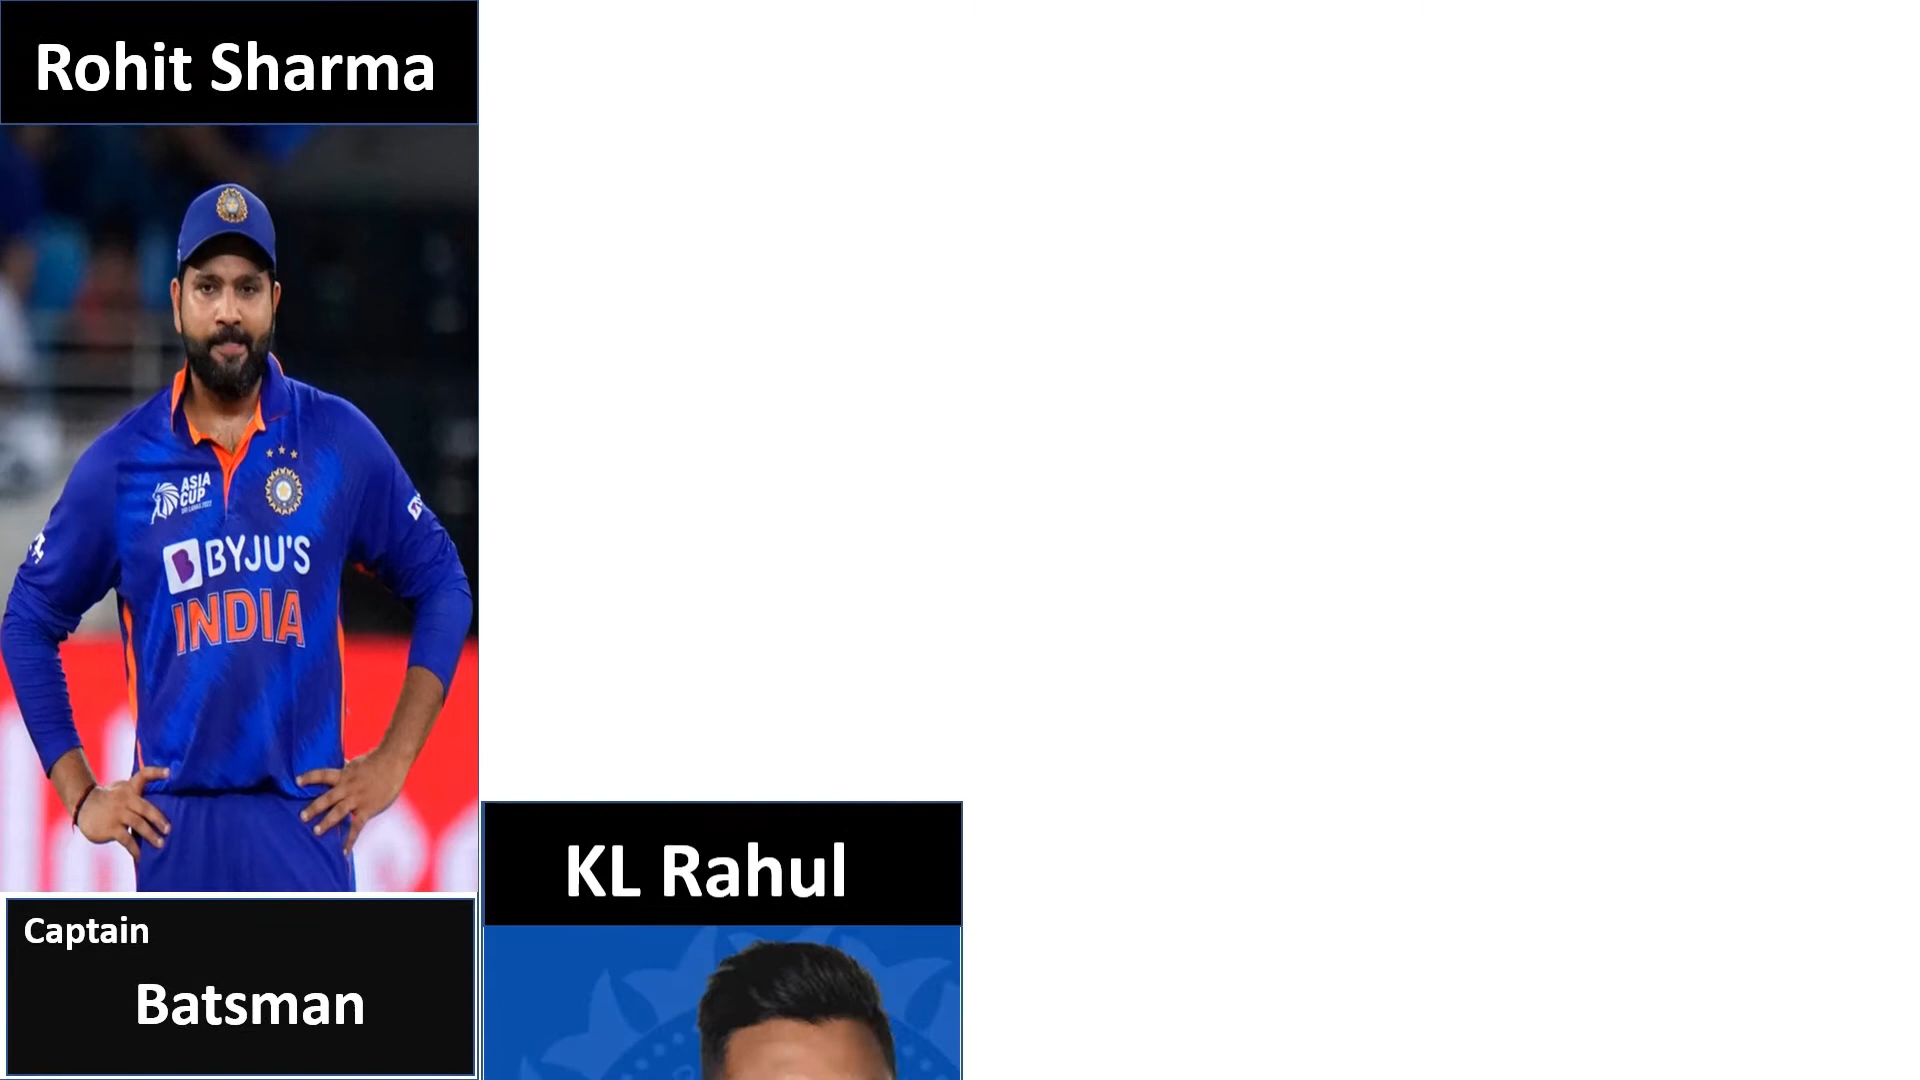 Rohit Sharma
ASIA
CUP
BYJU'S
INDIA
Captain
Batsman
KL Rahul